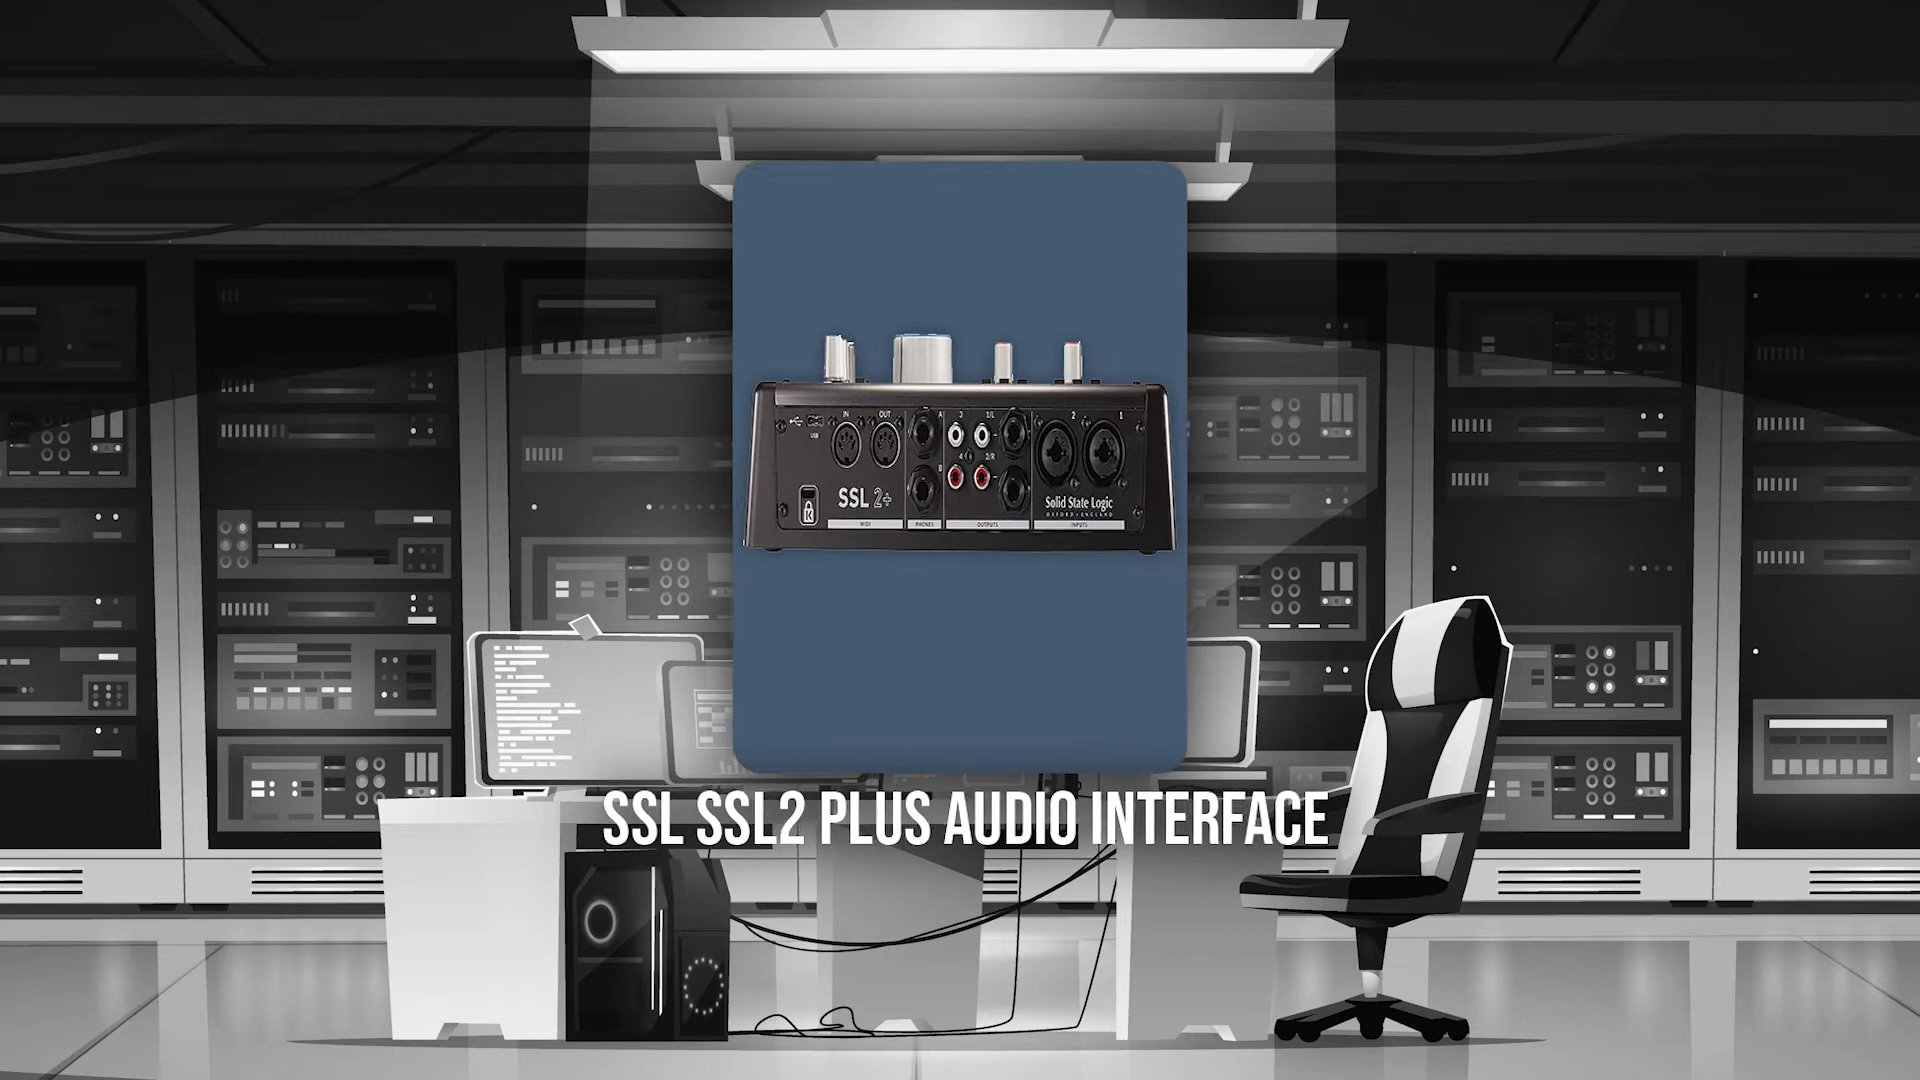 IN OUT A 3 1/L 2 1
USB
B 4 2/R
SSL 2+
Solid State Logic
OXFORD • ENGLAND
MIDI PHONES OUTPUTS INPUTS
SSL SSL2 PLUS AUDIO INTERFACE